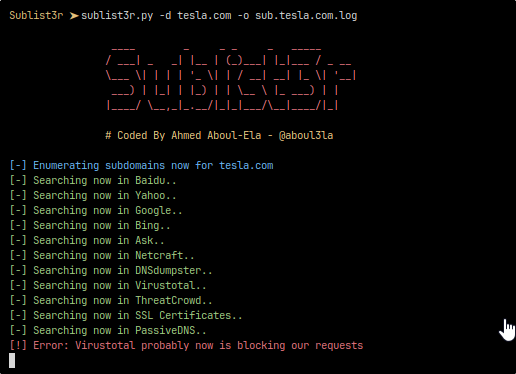 Sublist3r ➤sublist3r.py -d tesla.com -o sub.tesla.com.log
                 ____        _     _ _     _   _____
                / ___| _   _| |__ | (_)___| |_|___ / _ __
                \___ \| | | | '_ \| | / __| __| |_ \| '__|
                 ___) | |_| | |_) | | \__ \ |_ ___) | |
                |____/ \__,_|_.__/|_|_|___/\__|____/|_|
                # Coded By Ahmed Aboul-Ela - @aboul3la
[-] Enumerating subdomains now for tesla.com
[-] Searching now in Baidu..
[-] Searching now in Yahoo..
[-] Searching now in Google..
[-] Searching now in Bing..
[-] Searching now in Ask..
[-] Searching now in Netcraft..
[-] Searching now in DNSdumpster..
[-] Searching now in Virustotal..
[-] Searching now in ThreatCrowd..
[-] Searching now in SSL Certificates..
[-] Searching now in PassiveDNS..
[!] Error: Virustotal probably now is blocking our requests